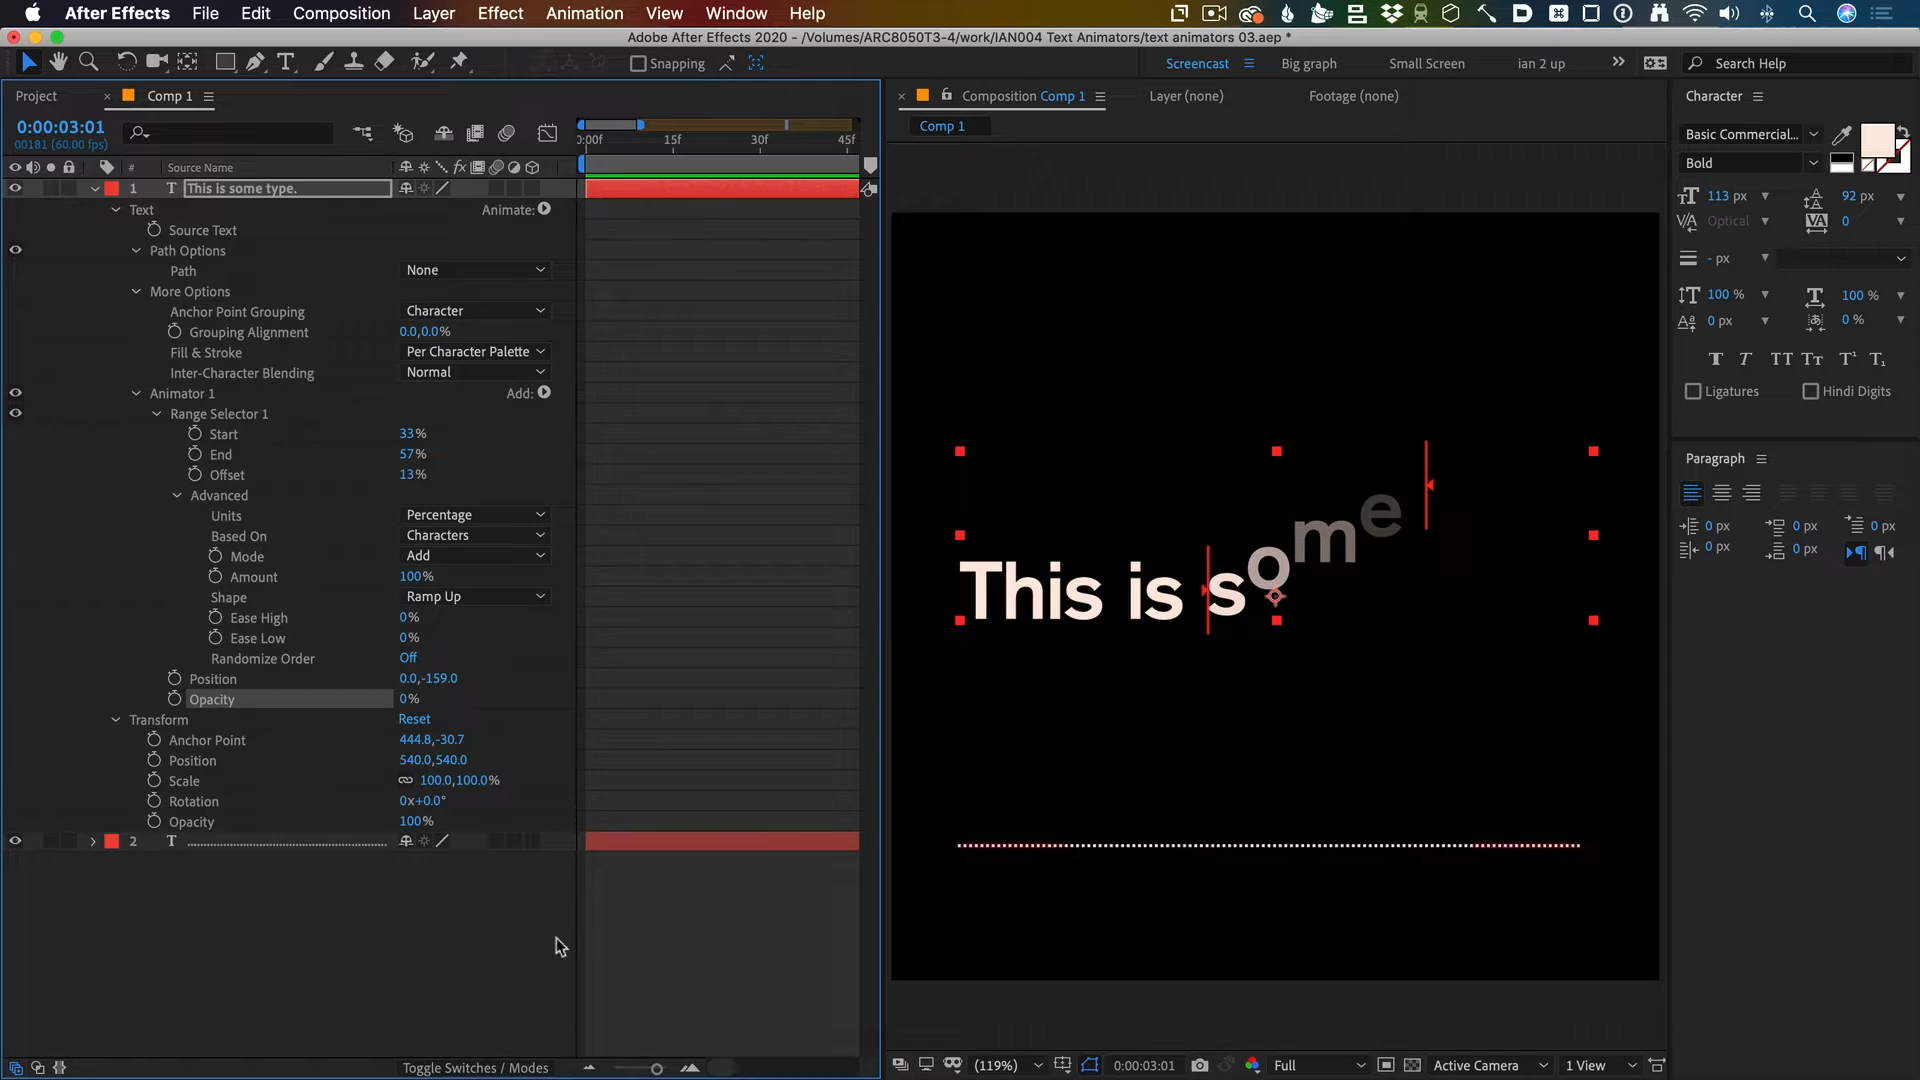 After Effects File Edit Composition Layer Effect Animation View Window Help
Adobe After Effects 2020 - /Volumes/ARC8050T3-4/work/IAN004 Text Animators/text animators 03.aep *
Snapping Screencast Big graph Small Screen ian 2 up Search Help
Project Comp 1
0:00:03:01
00181 (60.00 fps)
):00f 15f 30f 45f
# Source Name
1 T This is some type.
Text Animate:
Source Text
Path Options
Path None
More Options
Anchor Point Grouping Character
Grouping Alignment 0.0,0.0%
Fill & Stroke Per Character Palette
Inter-Character Blending Normal
Animator 1 Add:
Range Selector 1
Start 33%
End 57%
Offset 13%
Advanced
Units Percentage
Based On Characters
Mode Add
Amount 100%
Shape Ramp Up
Ease High 0%
Ease Low 0%
Randomize Order Off
Position 0.0,-159.0
Opacity 0%
Transform Reset
Anchor Point 444.8,-30.7
Position 540.0,540.0
Scale 100.0,100.0%
Rotation 0x+0.0°
Opacity 100%
2 T
Toggle Switches / Modes
Composition Comp 1 Layer (none) Footage (none)
Comp 1
This is some
(119%) 0:00:03:01 Full Active Camera 1 View
Character
Basic Commercial...
Bold
113 px 92 px
Optical 0
- px
100 % 100 %
0 px 0 %
T T TT Tr T¹ T₁
Ligatures Hindi Digits
Paragraph
0 px 0 px 0 px
0 px 0 px